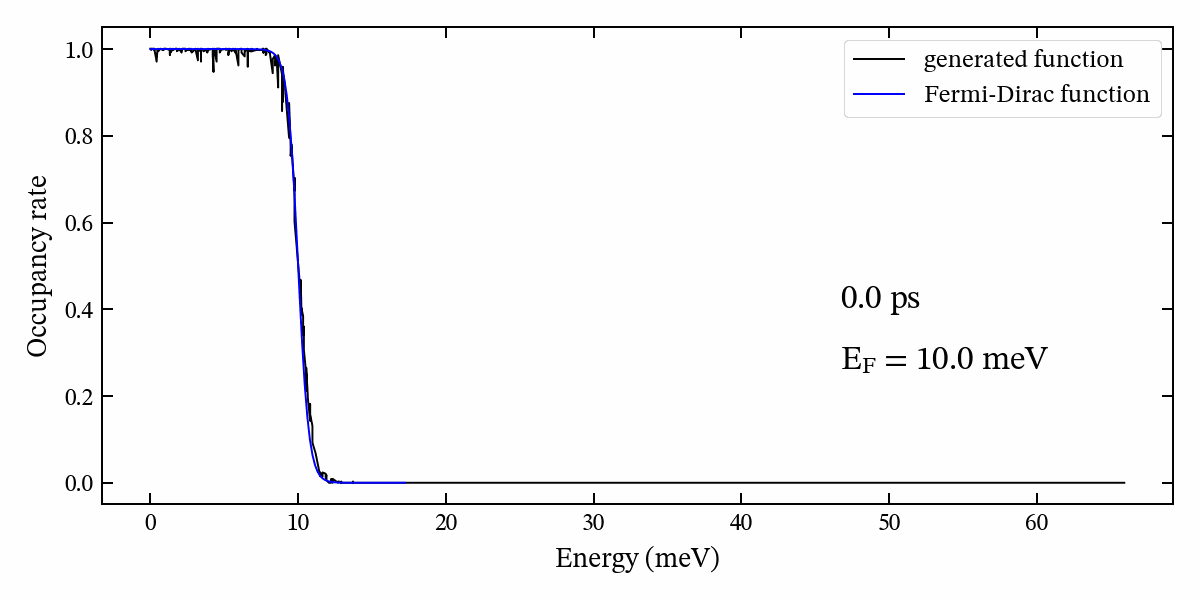 generated function
Fermi-Dirac function
1.0
0.8
0.6
0.4
0.2
0.0
Occupancy rate
0.0 ps
E_F = 10.0 meV
0 10 20 30 40 50 60
Energy (meV)